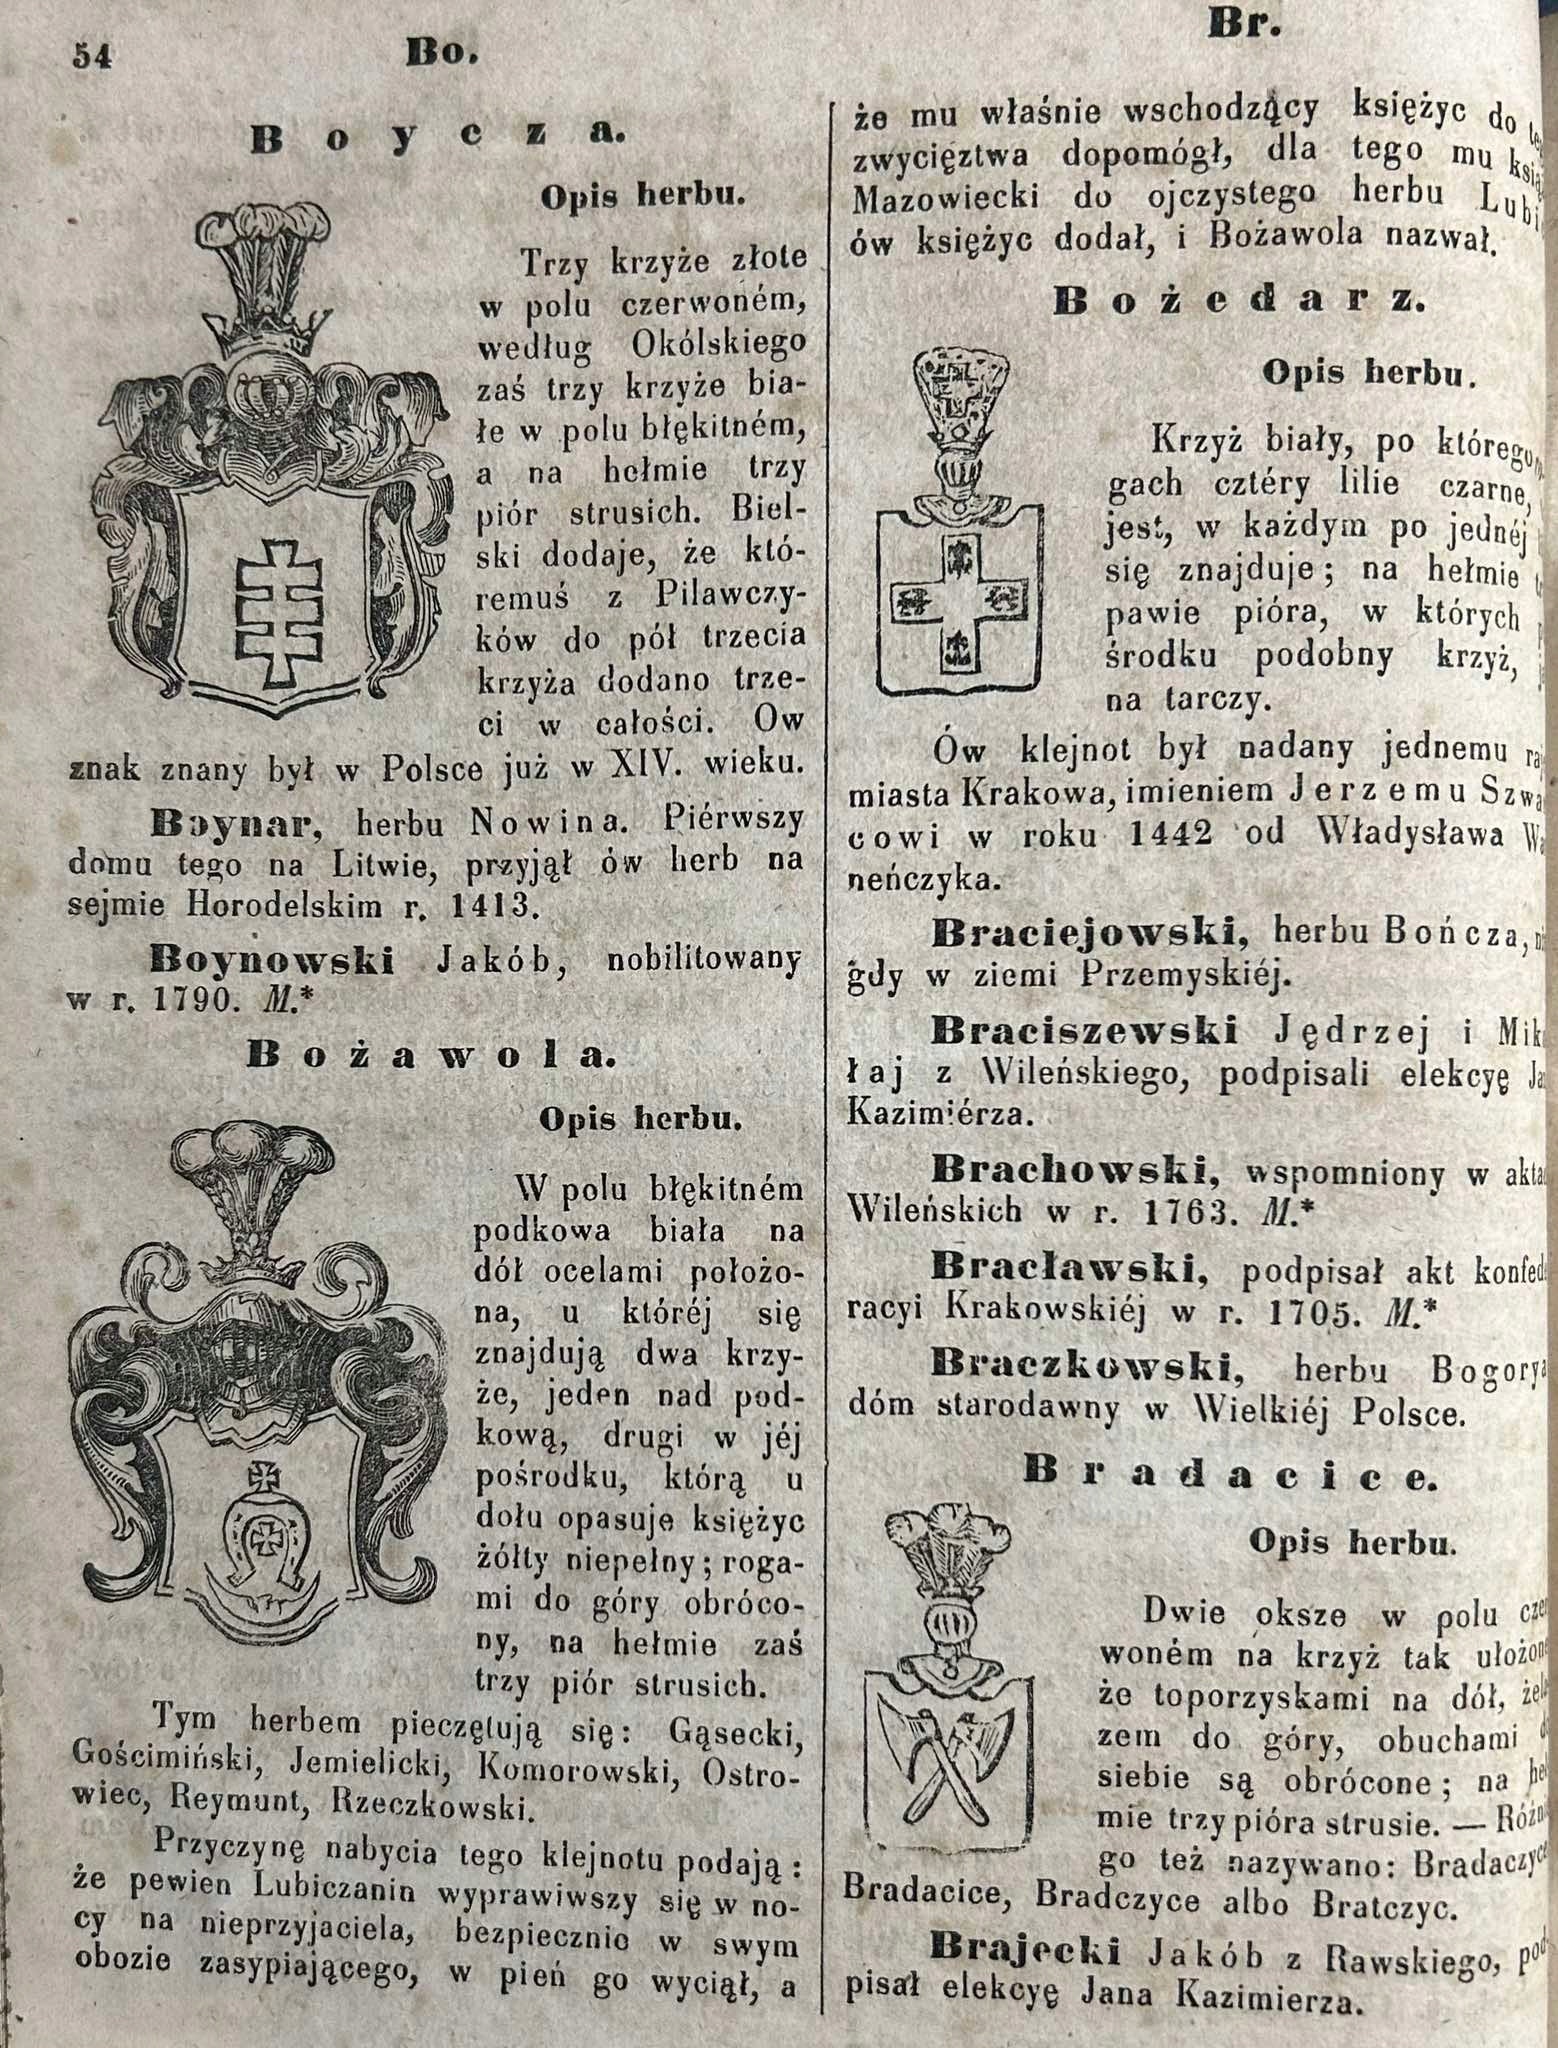 54
Bo.
Boycza.
Opis herbu.
Trzy krzyże złote
w polu czerwoném,
według Okólskiego
zaś trzy krzyże bia-
łe w polu błękitném,
a na hełmie trzy
piór strusich. Biel-
ski dodaje, że któ-
remuś z Pilawczy-
ków do pół trzecia
krzyża dodano trze-
ci w całości. Ow
znak znany był w Polsce już w XIV. wieku.
Boynar, herbu Nowina. Piérwszy
domu tego na Litwie, przyjął ów herb na
sejmie Horodelskim r. 1413.
Boynowski Jakób, nobilitowany
w r. 1790. M.*
Bożawola.
Opis herbu.
W polu błękitném
podkowa biała na
dół ocelami położo-
na, u któréj się
znajdują dwa krzy-
że, jeden nad pod-
kową, drugi w jéj
pośrodku, którą u
dołu opasuje księżyc
żółty niepełny; roga-
mi do góry obróco-
ny, na hełmie zaś
trzy piór strusich.
Tym herbem pieczętują się: Gąsecki,
Gościmiński, Jemielicki, Komorowski, Ostro-
wiec, Reymunt, Rzeczkowski.
Przyczynę nabycia tego klejnotu podają:
że pewien Lubiczanin wyprawiwszy się w no-
cy na nieprzyjaciela, bezpiecznie w swym
obozie zasypiającego, w pień go wyciął, a
Br.
że mu właśnie wschodzący księżyc do
zwycięztwa dopomógł, dla tego mu
Mazowiecki do ojczystego herbu
ów księżyc dodał, i Bożawola nazwał.
Bożedarz.
Opis herbu.
Krzyż biały, po którego
gach cztéry lilie czarne,
jest, w każdym po jednéj
się znajduje; na hełmie
pawie pióra, w których
środku podobny krzyż,
na tarczy.
Ów klejnot był nadany jednemu
miasta Krakowa, imieniem Jerzemu
cowi w roku 1442 od Władysława
neńczyka.
Braciejowski, herbu Bończa,
gdy w ziemi Przemyskiéj.
Braciszewski Jędrzej i
łaj z Wileńskiego, podpisali elekcyę
Kazimiérza.
Brachowski, wspomniony w
Wileńskich w r. 1763. M.*
Bracławski, podpisał akt
racyi Krakowskiéj w r. 1705. M.*
Braczkowski, herbu Bogorya
dóm starodawny w Wielkiéj Polsce.
Bradacice.
Opis herbu.
Dwie oksze w polu
woném na krzyż tak
że toporzyskami na dół,
zem do góry, obuchami
siebie są obrócone; na
mie trzy pióra strusie. —
go też nazywano: Bradaczyce
Bradacice, Bradczyce albo Bratczyc.
Brajecki Jakób z Rawskiego, pod-
pisał elekcyę Jana Kazimierza.